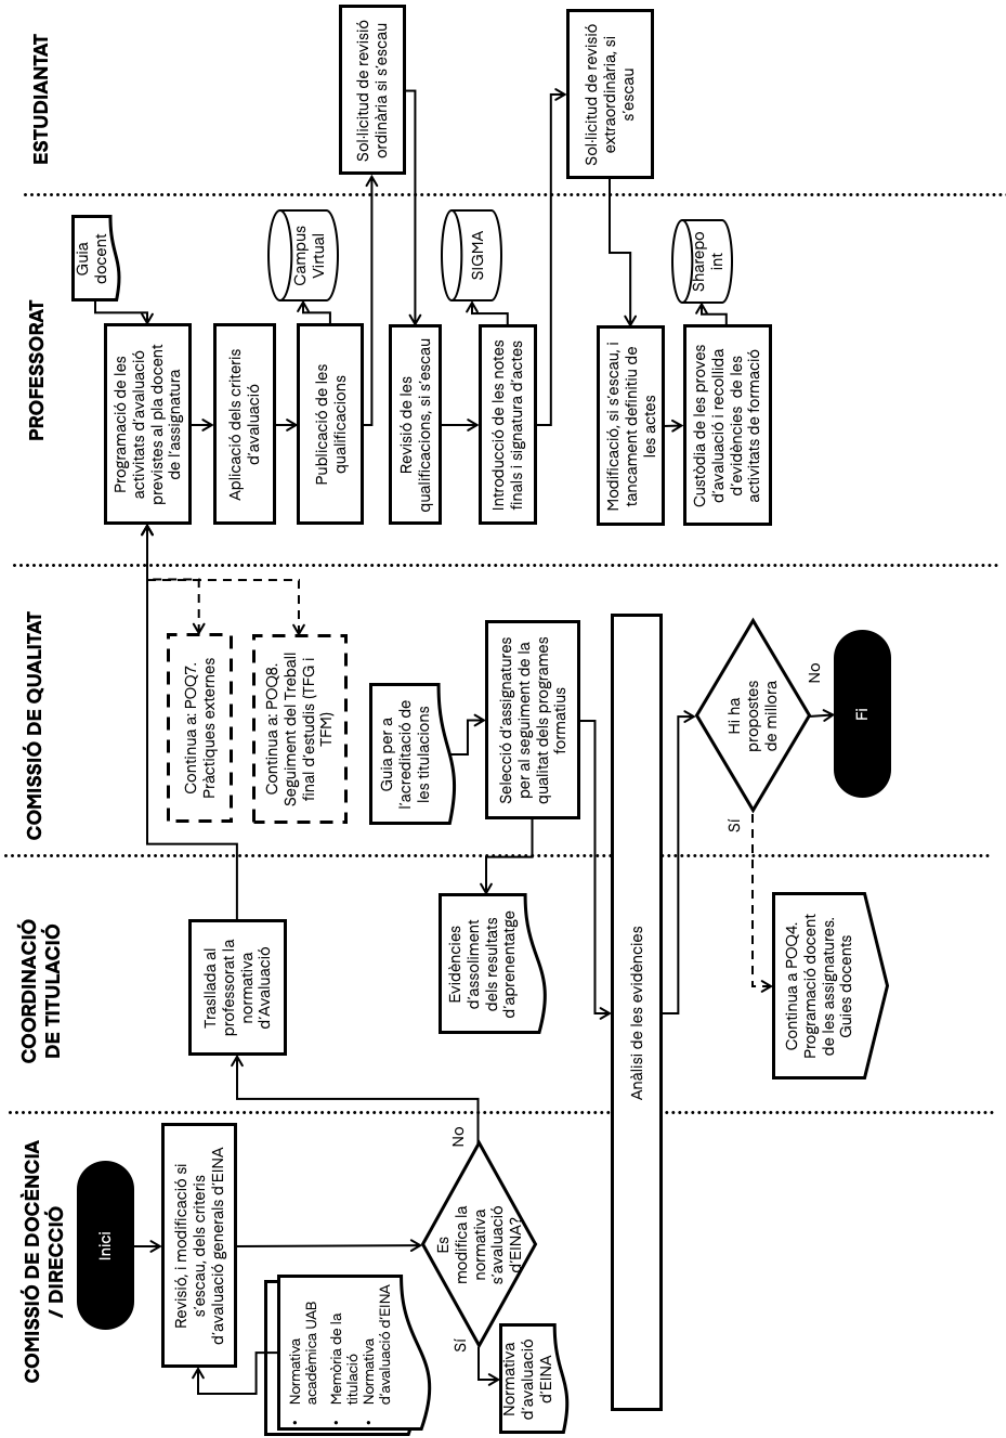 COMISSIÓ DE DOCÈNCIA
/ DIRECCIÓ
COORDINACIÓ
DE TITULACIÓ
COMISSIÓ DE QUALITAT
PROFESSORAT
ESTUDIANTAT
Inici
Revisió, i modificació si
s'escau, dels criteris
d'avaluació generals d'EINA
• Normativa
acadèmica UAB
• Memòria de la
titulació
• Normativa
d'avaluació d'EINA
Es
modifica la
normativa
s'avaluació
d'EINA?
Sí
No
Normativa
d'avaluació
d'EINA
Trasllada al
professorat la
normativa
d'Avaluació
Evidències
d'assoliment
dels resultats
d'aprenentatge
Anàlisi de les evidències
Continua a POQ4.
Programació docent
de les assignatures.
Guies docents
Continua a: POQ7.
Pràctiques externes
Continua a: POQ8.
Seguiment del Treball
final d'estudis (TFG i
TFM)
Guia per a
l'acreditació de
les titulacions
Selecció d'assignatures
per al seguiment de la
qualitat dels programes
formatius
Hi ha
propostes
de millora
Sí
No
Fi
Guia
docent
Programació de les
activitats d'avaluació
previstes al pla docent
de l'assignatura
Aplicació dels criteris
d'avaluació
Publicació de les
qualificacions
Campus
Virtual
Revisió de les
qualificacions, si s'escau
Introducció de les notes
finals i signatura d'actes
SIGMA
Modificació, si s'escau, i
tancament definitiu de
les actes
Custòdia de les proves
d'avaluació i recollida
d'evidències de les
activitats de formació
Sharepo
int
Sol·licitud de revisió
ordinària si s'escau
Sol·licitud de revisió
extraordinària, si
s'escau